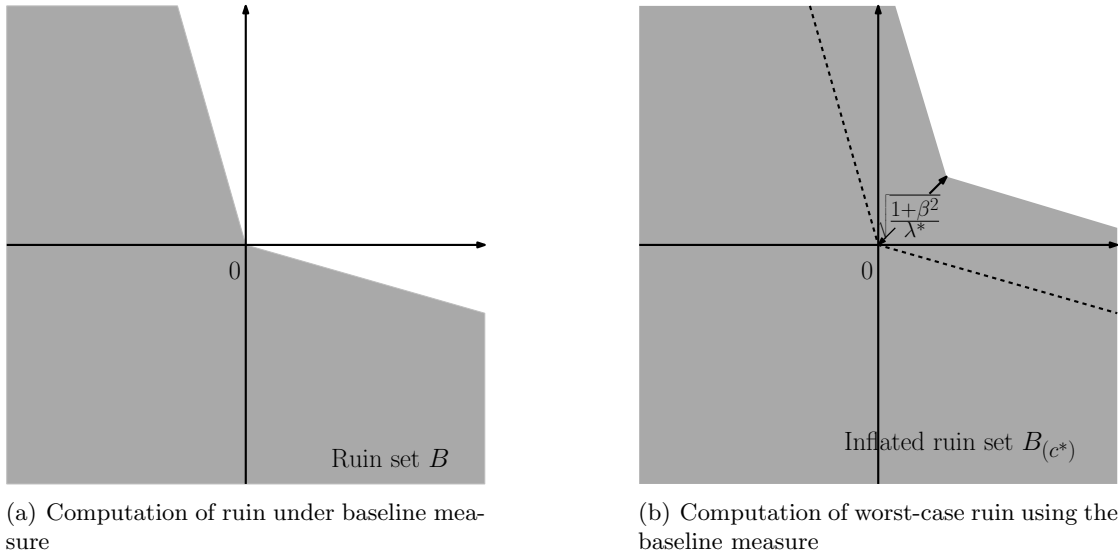 0
Ruin set B
(a) Computation of ruin under baseline mea-
sure
√(1+β²)/λ*
0
Inflated ruin set B_(c*)
(b) Computation of worst-case ruin using the
baseline measure